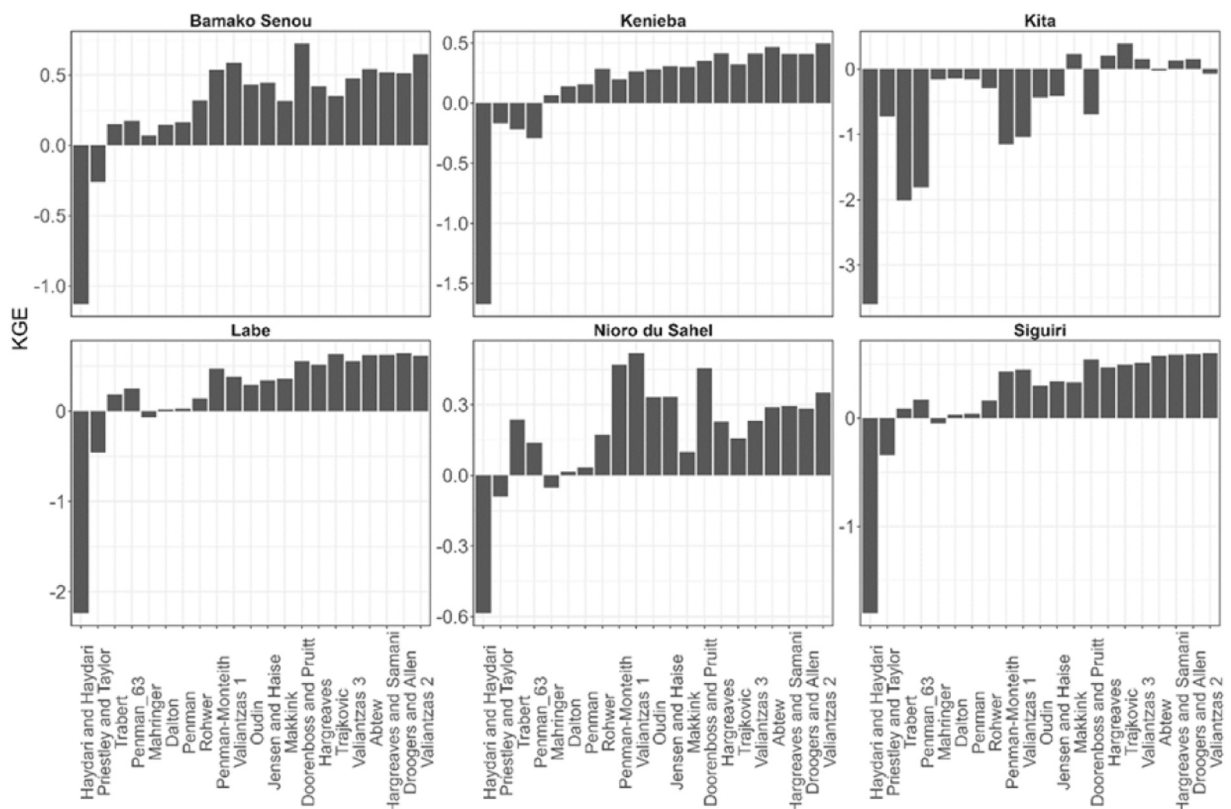 Bamako Senou
Kenieba
Kita
0.5
0.0
-0.5
-1.0
0.5
0.0
-0.5
-1.0
-1.5
0
-1
-2
-3
KGE
Labe
Nioro du Sahel
Siguiri
0
-1
-2
0.3
0.0
-0.3
-0.6
0
-1
Haydari and Haydari
Priestley and Taylor
Trabert
Penman_63
Mahringer
Dalton
Penman
Rohwer
Penman-Monteith
Valiantzas 1
Oudin
Jensen and Haise
Makkink
Doorenboss and Pruitt
Hargreaves
Trajkovic
Valiantzas 3
Abtew
Hargreaves and Samani
Droogers and Allen
Valiantzas 2
Haydari and Haydari
Priestley and Taylor
Trabert
Penman_63
Mahringer
Dalton
Penman
Rohwer
Penman-Monteith
Valiantzas 1
Oudin
Jensen and Haise
Makkink
Doorenboss and Pruitt
Hargreaves
Trajkovic
Valiantzas 3
Abtew
Hargreaves and Samani
Droogers and Allen
Valiantzas 2
Haydari and Haydari
Priestley and Taylor
Trabert
Penman_63
Mahringer
Dalton
Penman
Rohwer
Penman-Monteith
Valiantzas 1
Oudin
Jensen and Haise
Makkink
Doorenboss and Pruitt
Hargreaves
Trajkovic
Valiantzas 3
Abtew
Hargreaves and Samani
Droogers and Allen
Valiantzas 2